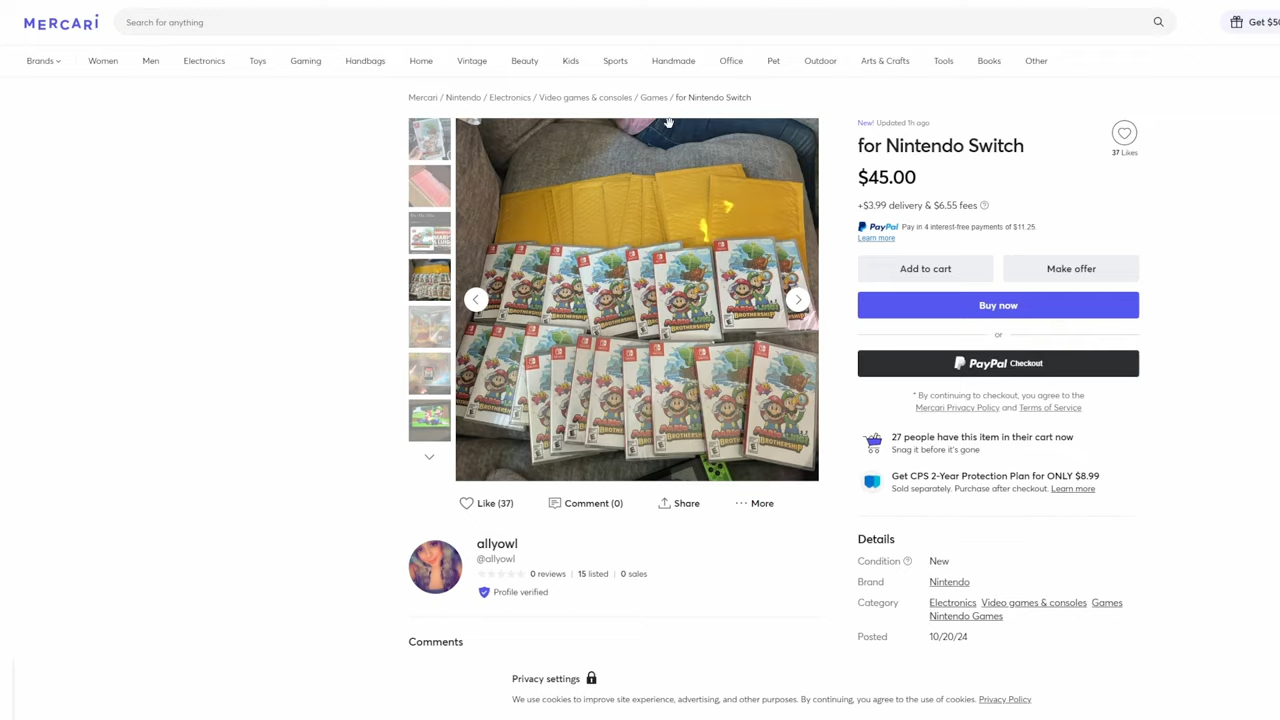 MERCARI
Search for anything
Get $50
Brands
Women
Men
Electronics
Toys
Gaming
Handbags
Home
Vintage
Beauty
Kids
Sports
Handmade
Office
Pet
Outdoor
Arts & Crafts
Tools
Books
Other
Mercari / Nintendo / Electronics / Video games & consoles / Games / for Nintendo Switch
BROTHERSHIP
New! Updated 1h ago
for Nintendo Switch
37 Likes
$45.00
+$3.99 delivery & $6.55 fees
PayPal Pay in 4 interest-free payments of $11.25.
Learn more
Add to cart
Make offer
Buy now
or
PayPal Checkout
* By continuing to checkout, you agree to the
Mercari Privacy Policy and Terms of Service
27 people have this item in their cart now
Snag it before it's gone
Get CPS 2-Year Protection Plan for ONLY $8.99
Sold separately. Purchase after checkout. Learn more
Like (37)
Comment (0)
Share
··· More
allyowl
@allyowl
0 reviews | 15 listed | 0 sales
Profile verified
Details
Condition New
Brand Nintendo
Category Electronics Video games & consoles Games
Nintendo Games
Posted 10/20/24
Comments
Privacy settings
We use cookies to improve site experience, advertising, and other purposes. By continuing, you agree to the use of cookies. Privacy Policy